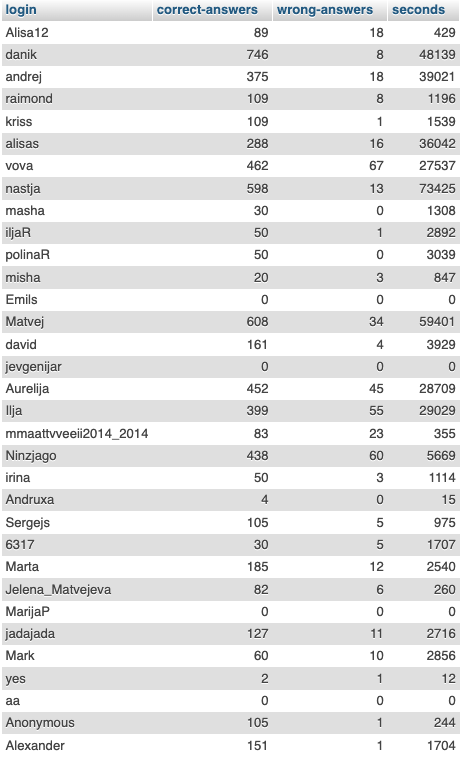 login correct-answers wrong-answers seconds
Alisa12 89 18 429
danik 746 8 48139
andrej 375 18 39021
raimond 109 8 1196
kriss 109 1 1539
alisas 288 16 36042
vova 462 67 27537
nastja 598 13 73425
masha 30 0 1308
iljaR 50 1 2892
polinaR 50 0 3039
misha 20 3 847
Emils 0 0 0
Matvej 608 34 59401
david 161 4 3929
jevgenijar 0 0 0
Aurelija 452 45 28709
Ilja 399 55 29029
mmaattvveeii2014_2014 83 23 355
Ninzjago 438 60 5669
irina 50 3 1114
Andruxa 4 0 15
Sergejs 105 5 975
6317 30 5 1707
Marta 185 12 2540
Jelena_Matvejeva 82 6 260
MarijaP 0 0 0
jadajada 127 11 2716
Mark 60 10 2856
yes 2 1 12
aa 0 0 0
Anonymous 105 1 244
Alexander 151 1 1704